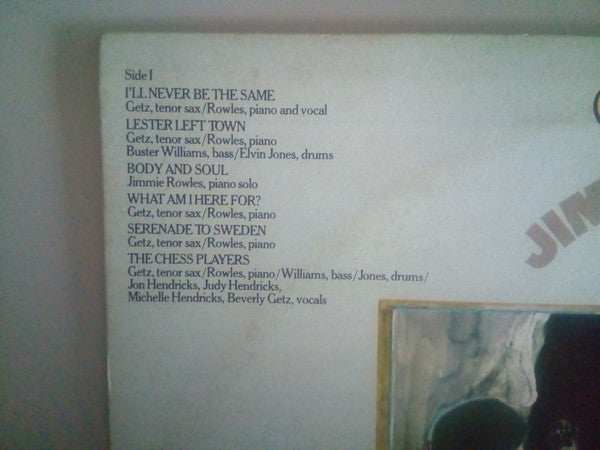 Side I
I'LL NEVER BE THE SAME
Getz, tenor sax/Rowles, piano and vocal
LESTER LEFT TOWN
Getz, tenor sax/Rowles, piano
Buster Williams, bass/Elvin Jones, drums
BODY AND SOUL
Jimmie Rowles, piano solo
WHAT AM I HERE FOR?
Getz, tenor sax/Rowles, piano
SERENADE TO SWEDEN
Getz, tenor sax/Rowles, piano
THE CHESS PLAYERS
Getz, tenor sax/Rowles, piano/Williams, bass/Jones, drums/
Jon Hendricks, Judy Hendricks,
Michelle Hendricks, Beverly Getz, vocals
JIM